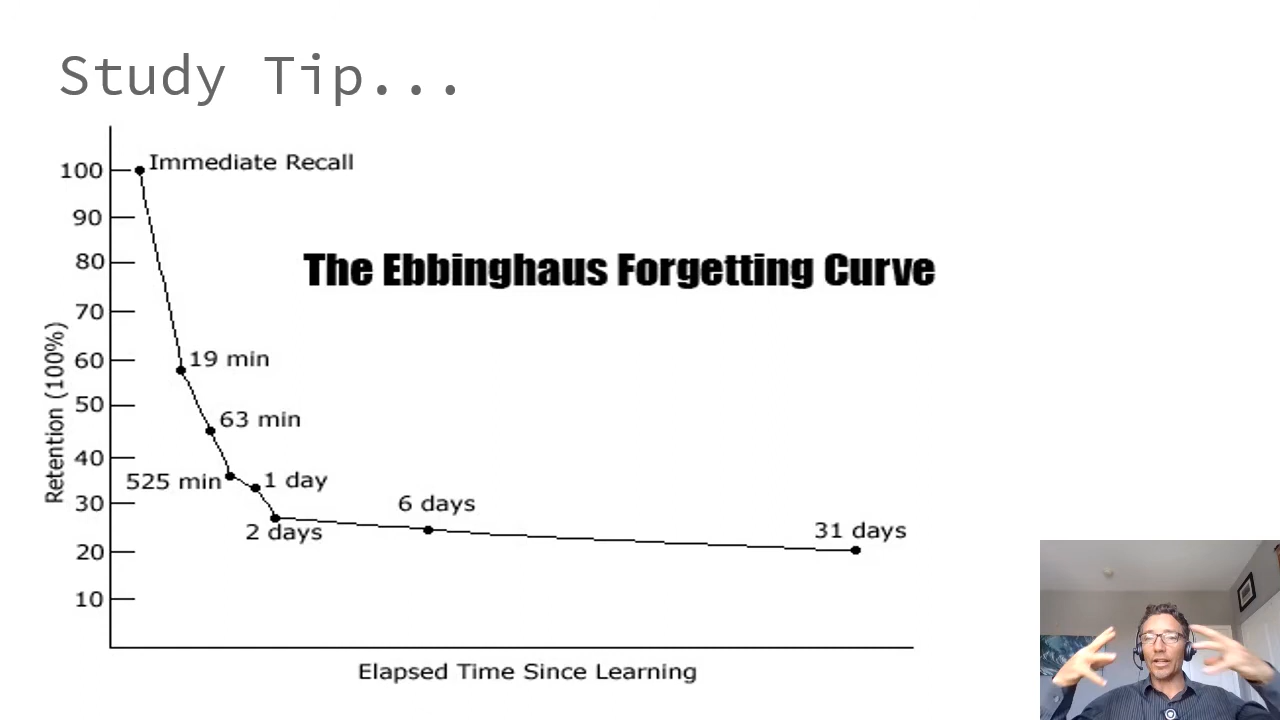 Study Tip...
100
Immediate Recall
90
80
The Ebbinghaus Forgetting Curve
70
60
19 min
50
63 min
40
525 min
1 day
30
6 days
2 days
31 days
20
10
Retention (100%)
Elapsed Time Since Learning